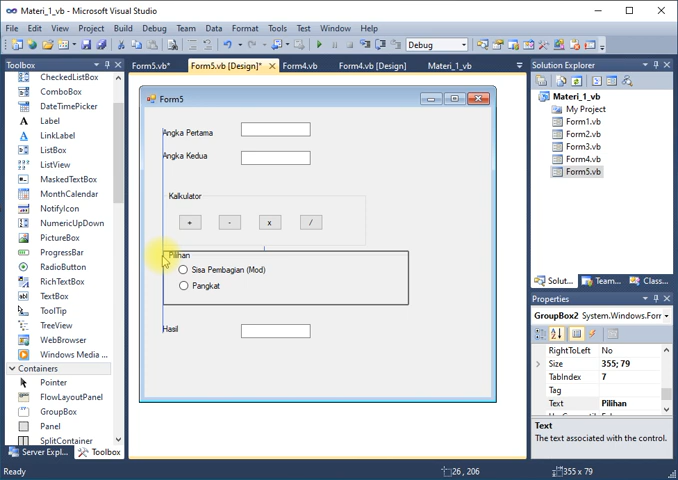 Materi_1_vb - Microsoft Visual Studio
File Edit View Project Build Debug Team Data Format Tools Test Window Help
Debug
Toolbox
CheckedListBox
ComboBox
DateTimePicker
Label
LinkLabel
ListBox
ListView
MaskedTextBox
MonthCalendar
NotifyIcon
NumericUpDown
PictureBox
ProgressBar
RadioButton
RichTextBox
TextBox
ToolTip
TreeView
WebBrowser
Windows Media ...
Containers
Pointer
FlowLayoutPanel
GroupBox
Panel
SplitContainer
Server Expl... Toolbox
Form5.vb* Form5.vb [Design]* Form4.vb Form4.vb [Design] Materi_1_vb
Form5
Angka Pertama
Angka Kedua
Kalkulator
+ - x /
Pilihan
Sisa Pembagian (Mod)
Pangkat
Hasil
Solution Explorer
Materi_1_vb
My Project
Form1.vb
Form2.vb
Form3.vb
Form4.vb
Form5.vb
Solut... Team... Class...
Properties
GroupBox2 System.Windows.For
RightToLeft No
Size 355; 79
TabIndex 7
Tag
Text Pilihan
Text
The text associated with the control.
Ready 26 , 206 355 x 79